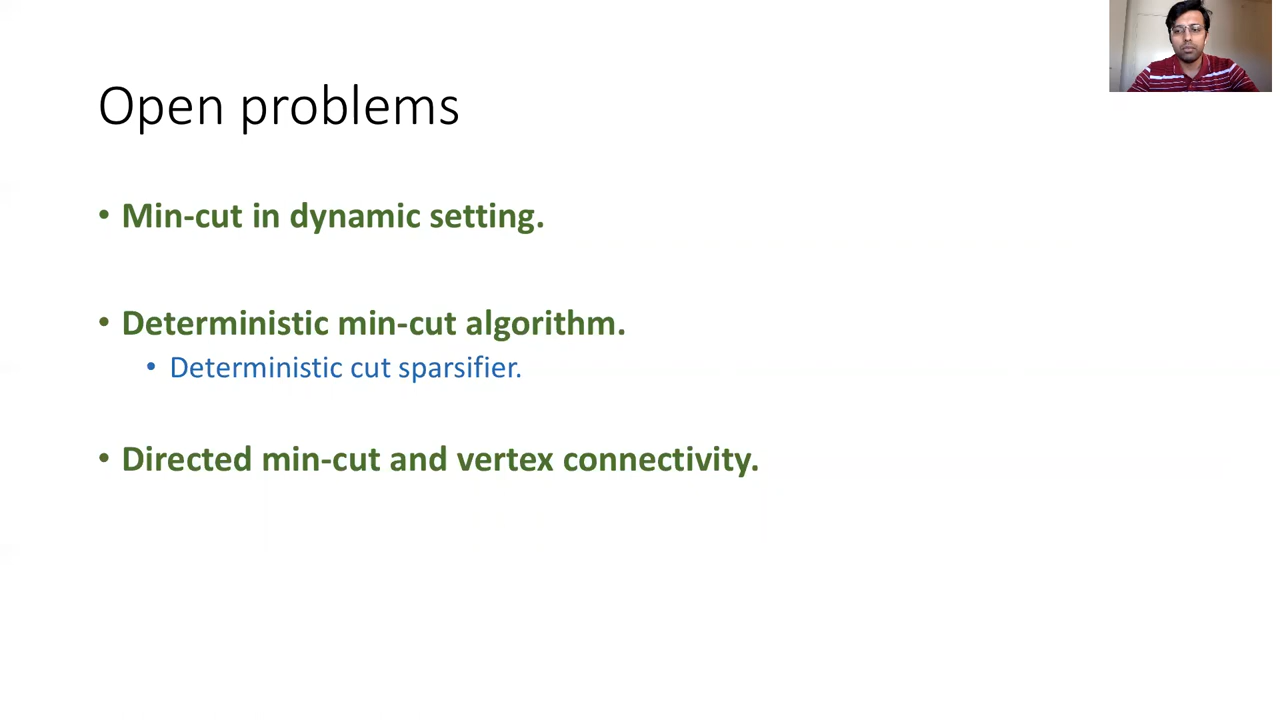 Open problems
• Min-cut in dynamic setting.
• Deterministic min-cut algorithm.
• Deterministic cut sparsifier.
• Directed min-cut and vertex connectivity.